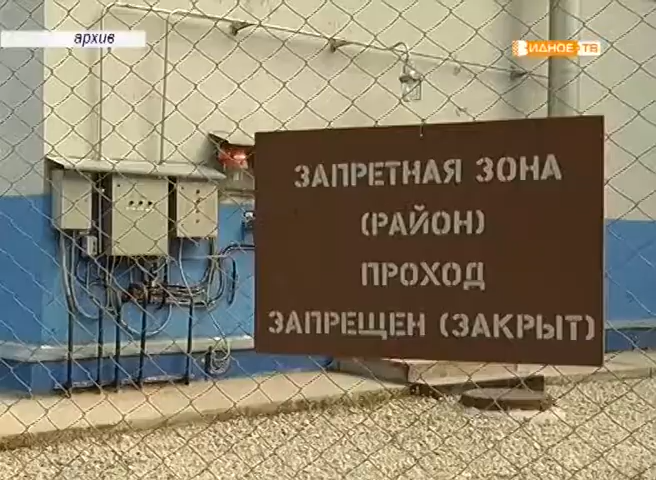 архив
ВИДНОЕ-ТВ
ЗАПРЕТНАЯ ЗОНА
(РАЙОН)
ПРОХОД
ЗАПРЕЩЕН (ЗАКРЫТ)